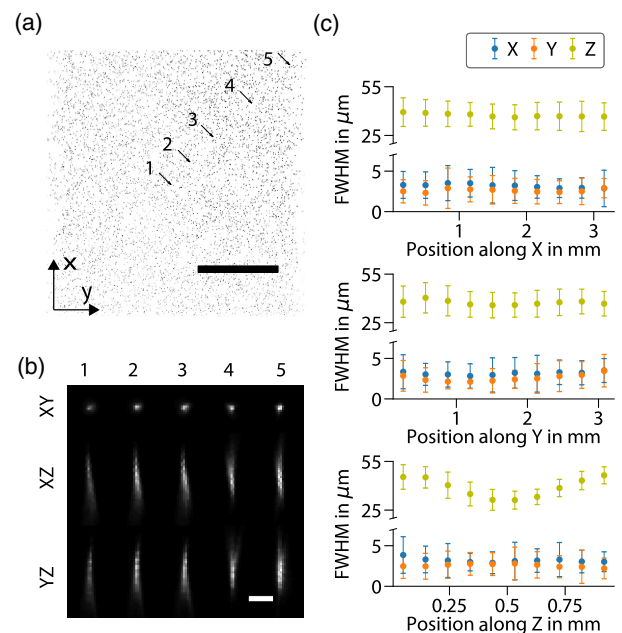 (a)
5
4
3
2
1
x
y
(b)
1 2 3 4 5
XY
XZ
YZ
(c)
X Y Z
FWHM in μm
55
25
5
0
1 2 3
Position along X in mm
FWHM in μm
55
25
5
0
1 2 3
Position along Y in mm
FWHM in μm
55
25
5
0
0.25 0.5 0.75
Position along Z in mm